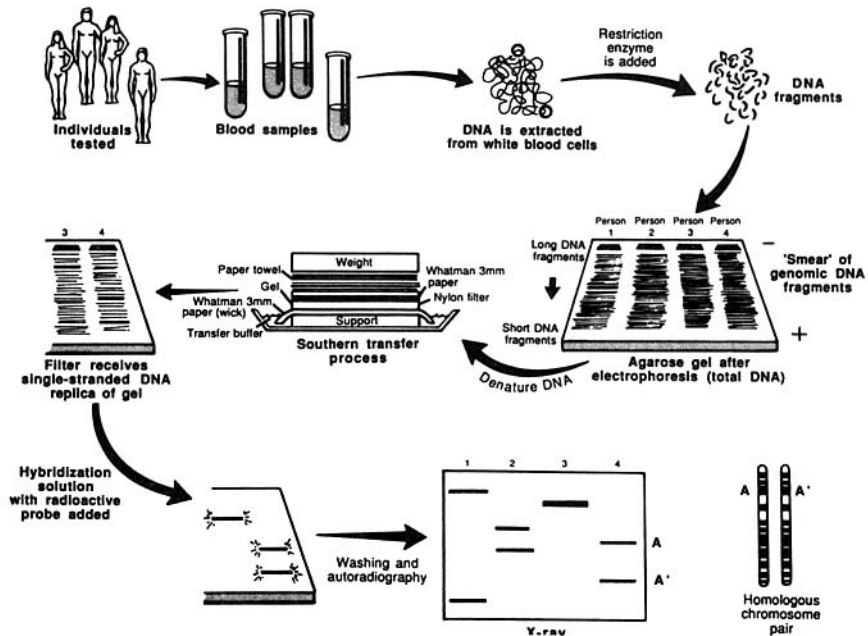 Individuals
tested
Blood samples
DNA is extracted
from white blood cells
Restriction
enzyme
is added
DNA
fragments
Person Person Person Person
1 2 3 4
Long DNA
fragments
Short DNA
fragments
–
+
'Smear' of
genomic DNA
fragments
Agarose gel after
electrophoresis (total DNA)
Denature DNA
Weight
Paper towel
Gel
Whatman 3mm
paper (wick)
Transfer buffer
Whatman
3mm
paper
Nylon filter
Support
Southern transfer
process
3 4
Filter receives
single-stranded DNA
replica of gel
Hybridization
solution
with radioactive
probe added
Washing and
autoradiography
1 2 3 4
A
A'
X-ray
A A'
Homologous
chromosome
pair